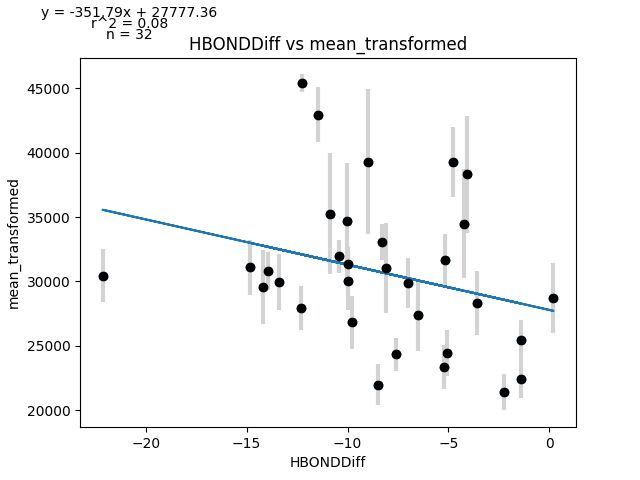 y = -351.79x + 27777.36
r^2 = 0.08
n = 32
HBONDDiff vs mean_transformed
45000
40000
35000
30000
25000
20000
mean_transformed
−20
−15
−10
−5
0
HBONDDiff